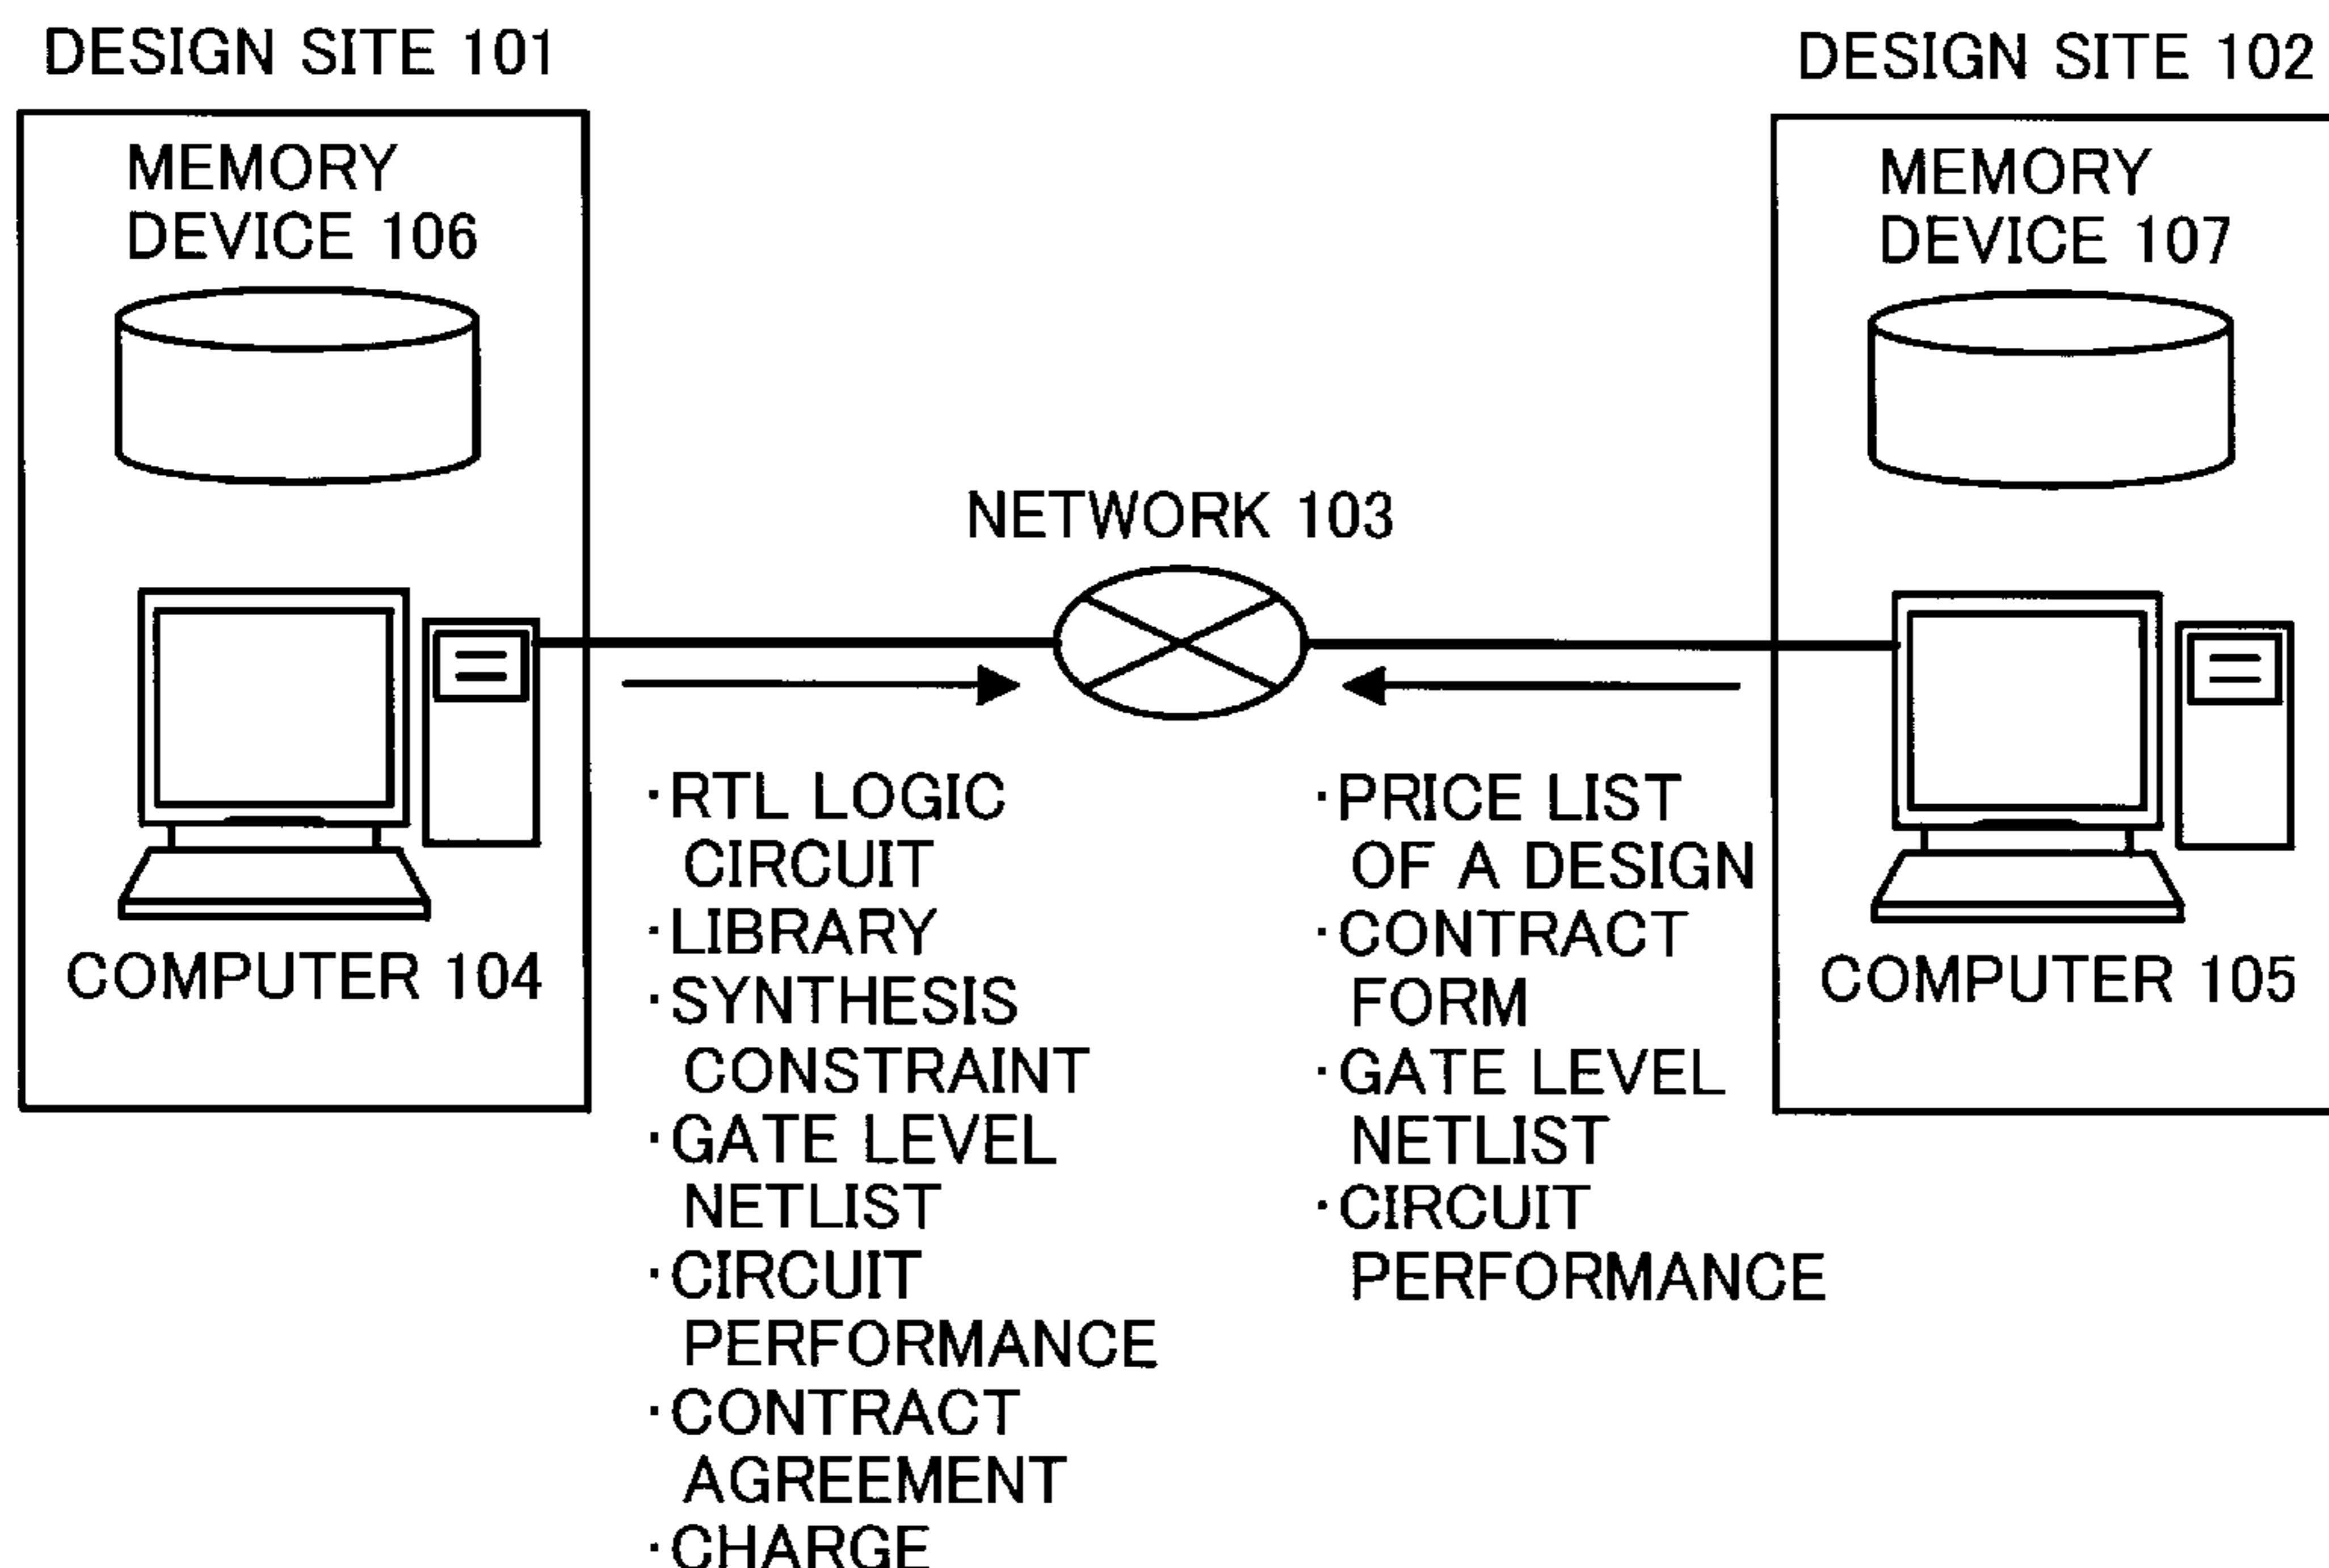 DESIGN SITE 101
MEMORY
DEVICE 106
COMPUTER 104
NETWORK 103
·RTL LOGIC
CIRCUIT
·LIBRARY
·SYNTHESIS
CONSTRAINT
·GATE LEVEL
NETLIST
·CIRCUIT
PERFORMANCE
·CONTRACT
AGREEMENT
·CHARGE
·PRICE LIST
OF A DESIGN
·CONTRACT
FORM
·GATE LEVEL
NETLIST
·CIRCUIT
PERFORMANCE
DESIGN SITE 102
MEMORY
DEVICE 107
COMPUTER 105